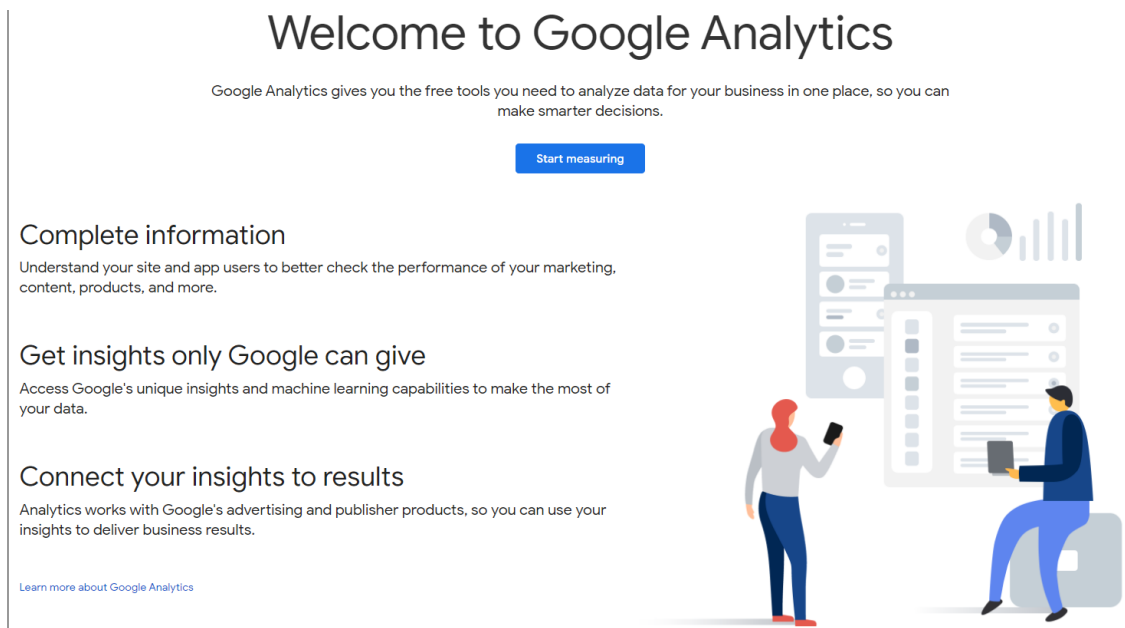 Welcome to Google Analytics
Google Analytics gives you the free tools you need to analyze data for your business in one place, so you can
make smarter decisions.
Start measuring
Complete information
Understand your site and app users to better check the performance of your marketing,
content, products, and more.
Get insights only Google can give
Access Google's unique insights and machine learning capabilities to make the most of
your data.
Connect your insights to results
Analytics works with Google's advertising and publisher products, so you can use your
insights to deliver business results.
Learn more about Google Analytics